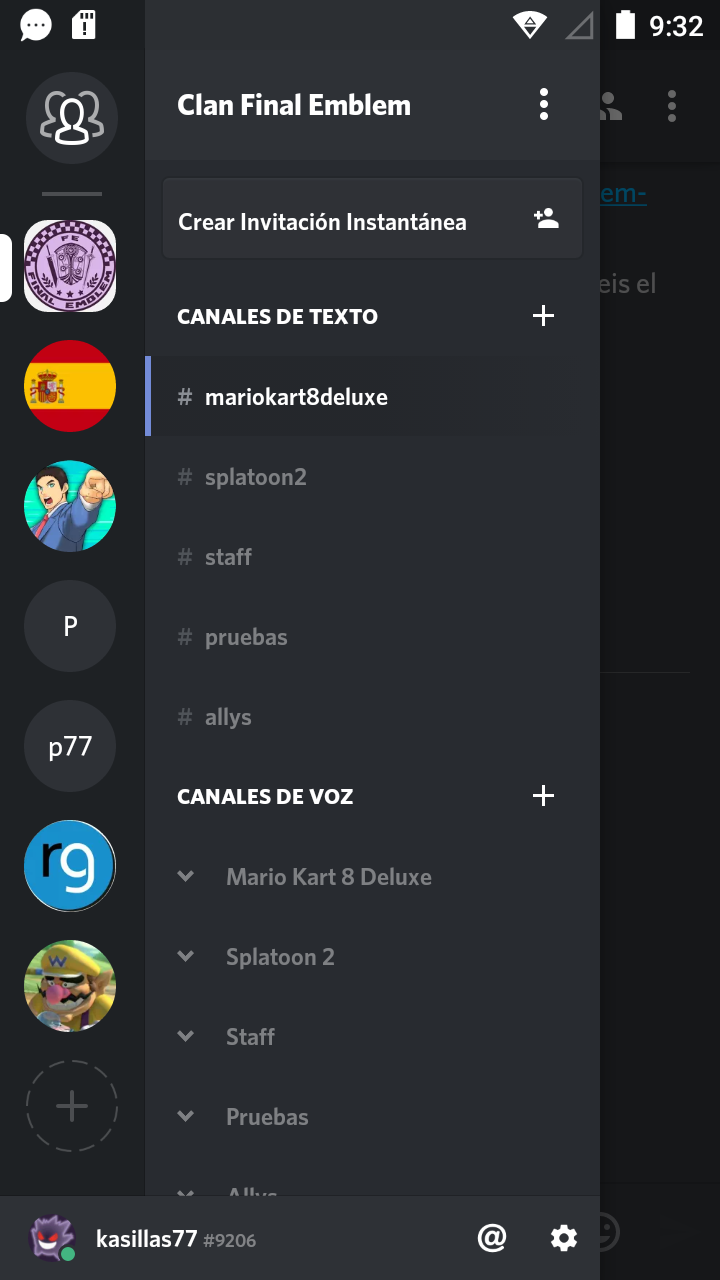 9:32
Clan Final Emblem
em-
Crear Invitación Instantánea
eis el
FE
FINAL EMBLEM
CANALES DE TEXTO
# mariokart8deluxe
# splatoon2
# staff
P
# pruebas
# allys
p77
CANALES DE VOZ
rg
Mario Kart 8 Deluxe
Splatoon 2
W
Staff
Pruebas
Allys
kasillas77 #9206
@